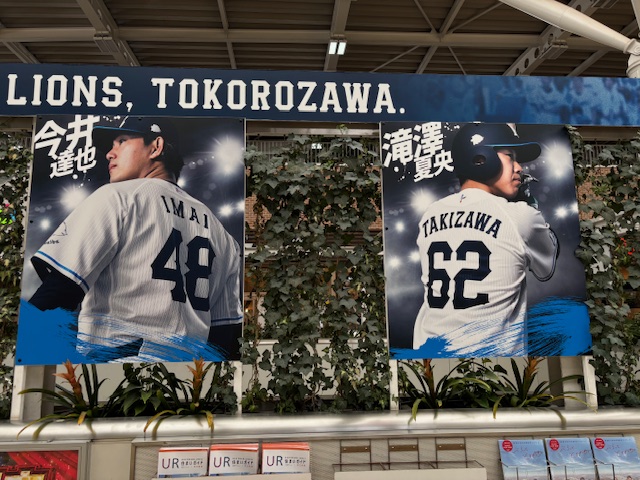 LIONS, TOKOROZAWA.
今井
達也
IMAI
48
滝澤
夏央
TAKIZAWA
62
UR
UR
UR